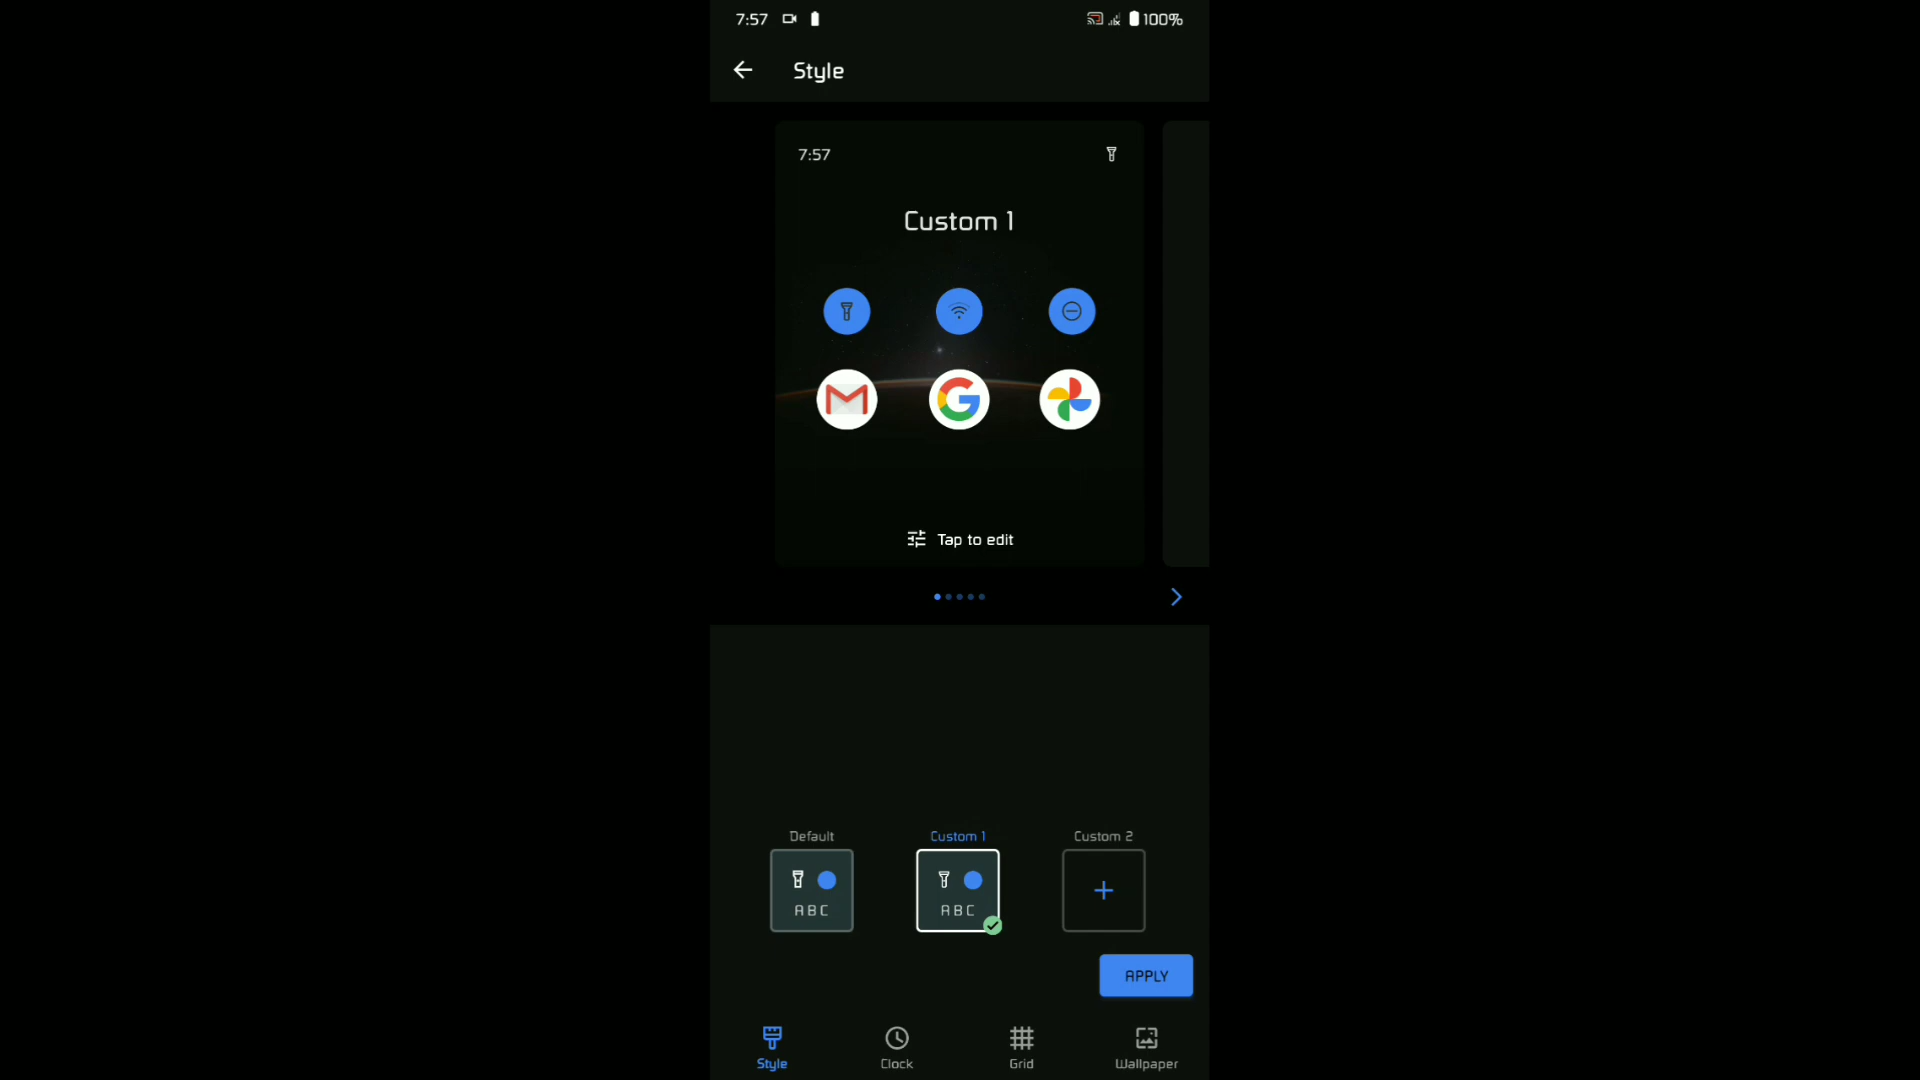 7:57
100%
Style
7:57
Custom 1
Tap to edit
Default
Custom 1
Custom 2
ABC
ABC
APPLY
Style
Clock
Grid
Wallpaper